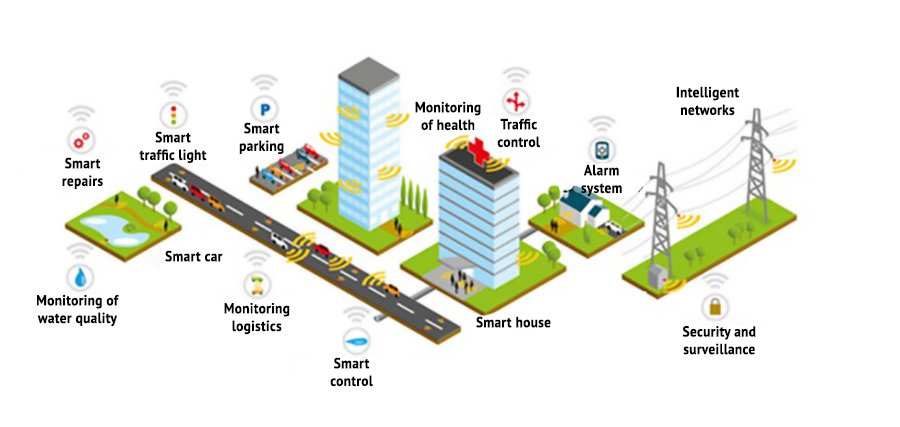 Intelligent
networks
Monitoring
of health
Traffic
control
Smart
parking
Smart
traffic light
Smart
repairs
P
Alarm
system
Smart car
Monitoring of
water quality
Monitoring
logistics
Smart house
Security and
surveillance
Smart
control